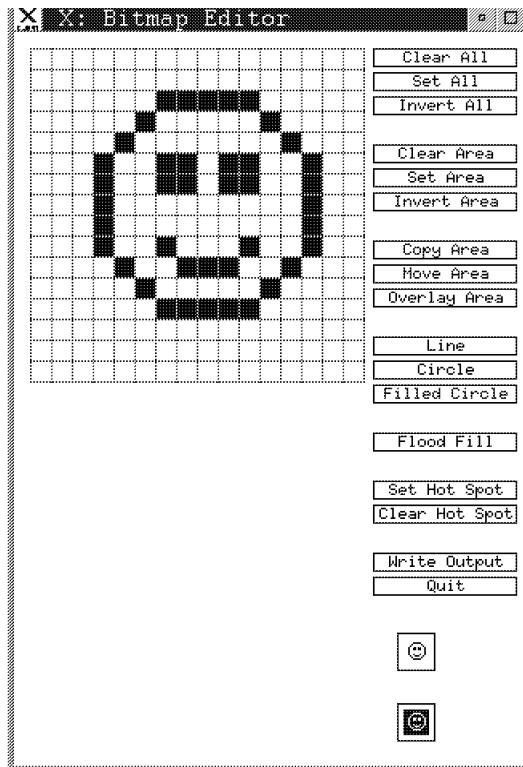 X: Bitmap Editor
Clear All
Set All
Invert All
Clear Area
Set Area
Invert Area
Copy Area
Move Area
Overlay Area
Line
Circle
Filled Circle
Flood Fill
Set Hot Spot
Clear Hot Spot
Write Output
Quit